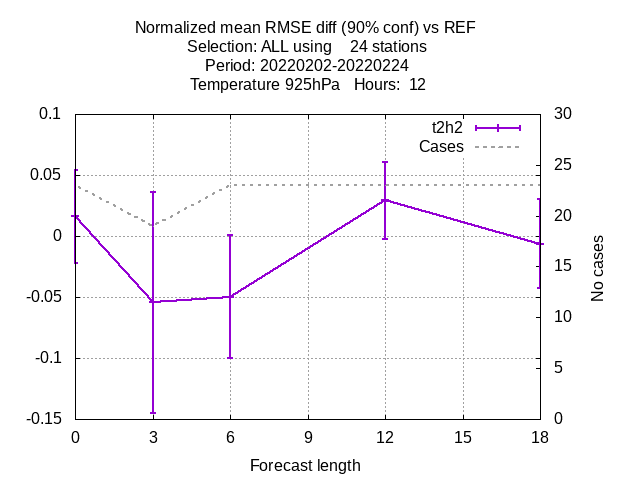 Normalized mean RMSE diff (90% conf) vs REF
Selection: ALL using    24 stations
Period: 20220202-20220224
Temperature 925hPa   Hours:  12
t2h2
Cases
0.1
0.05
0
-0.05
-0.1
-0.15
30
25
20
15
10
5
0
No cases
0 3 6 9 12 15 18
Forecast length